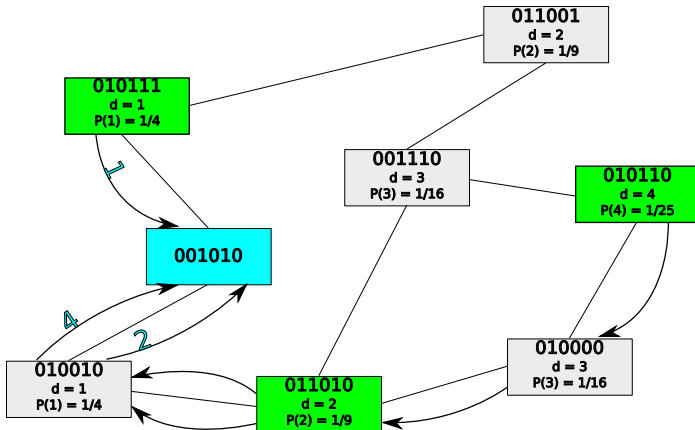 011001
d = 2
P(2) = 1/9
010111
d = 1
P(1) = 1/4
1
001110
d = 3
P(3) = 1/16
010110
d = 4
P(4) = 1/25
001010
4
2
010010
d = 1
P(1) = 1/4
011010
d = 2
P(2) = 1/9
010000
d = 3
P(3) = 1/16